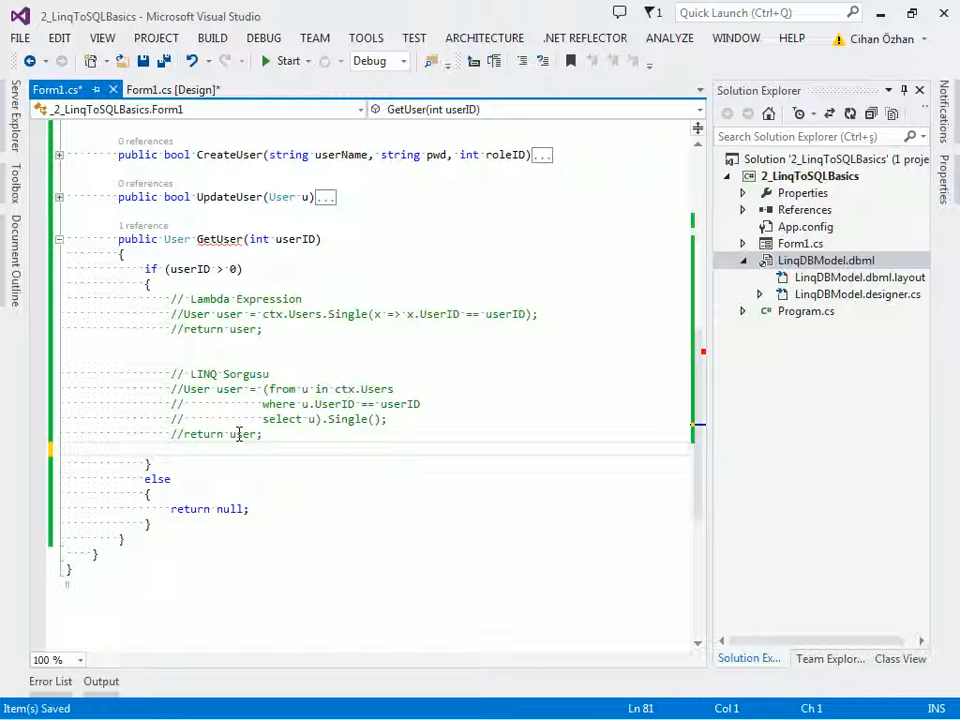 2_LinqToSQLBasics - Microsoft Visual Studio
1
Quick Launch (Ctrl+Q)
FILE EDIT VIEW PROJECT BUILD DEBUG TEAM TOOLS TEST ARCHITECTURE .NET REFLECTOR ANALYZE WINDOW HELP Cihan Özhan
Start Debug
Server Explorer
Toolbox
Document Outline
Form1.cs* Form1.cs [Design]*
_2_LinqToSQLBasics.Form1 GetUser(int userID)
0 references
public bool CreateUser(string userName, string pwd, int roleID)...
0 references
public bool UpdateUser(User u)...
1 reference
public User GetUser(int userID)
{
if (userID > 0)
{
// Lambda Expression
//User user = ctx.Users.Single(x => x.UserID == userID);
//return user;
// LINQ Sorgusu
//User user = (from u in ctx.Users
// where u.UserID == userID
// select u).Single();
//return user;
}
else
{
return null;
}
}
}
}
100 %
Error List Output
Solution Explorer
Search Solution Explorer (Ctrl+ş)
Solution '2_LinqToSQLBasics' (1 proje
2_LinqToSQLBasics
Properties
References
App.config
Form1.cs
LinqDBModel.dbml
LinqDBModel.dbml.layout
LinqDBModel.designer.cs
Program.cs
Solution Ex... Team Explor... Class View
Notifications
Properties
Item(s) Saved Ln 81 Col 1 Ch 1 INS